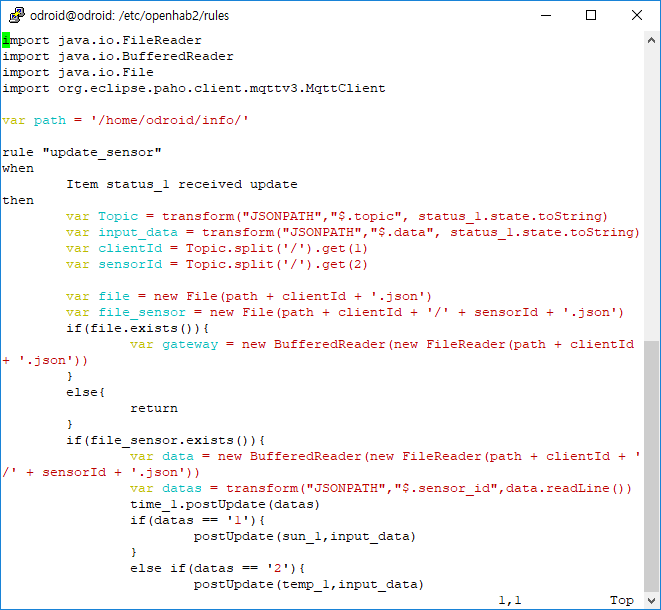 odroid@odroid: /etc/openhab2/rules
import java.io.FileReader
import java.io.BufferedReader
import java.io.File
import org.eclipse.paho.client.mqttv3.MqttClient

var path = '/home/odroid/info/'

rule "update_sensor"
when
        Item status_1 received update
then
        var Topic = transform("JSONPATH","$.topic", status_1.state.toString)
        var input_data = transform("JSONPATH","$.data", status_1.state.toString)
        var clientId = Topic.split('/').get(1)
        var sensorId = Topic.split('/').get(2)

        var file = new File(path + clientId + '.json')
        var file_sensor = new File(path + clientId + '/' + sensorId + '.json')
        if(file.exists()){
                var gateway = new BufferedReader(new FileReader(path + clientId
+ '.json'))
        }
        else{
                return
        }
        if(file_sensor.exists()){
                var data = new BufferedReader(new FileReader(path + clientId + '
/' + sensorId + '.json'))
                var datas = transform("JSONPATH","$.sensor_id",data.readLine())
                time_1.postUpdate(datas)
                if(datas == '1'){
                        postUpdate(sun_1,input_data)
                }
                else if(datas == '2'){
                        postUpdate(temp_1,input_data)
1,1 Top